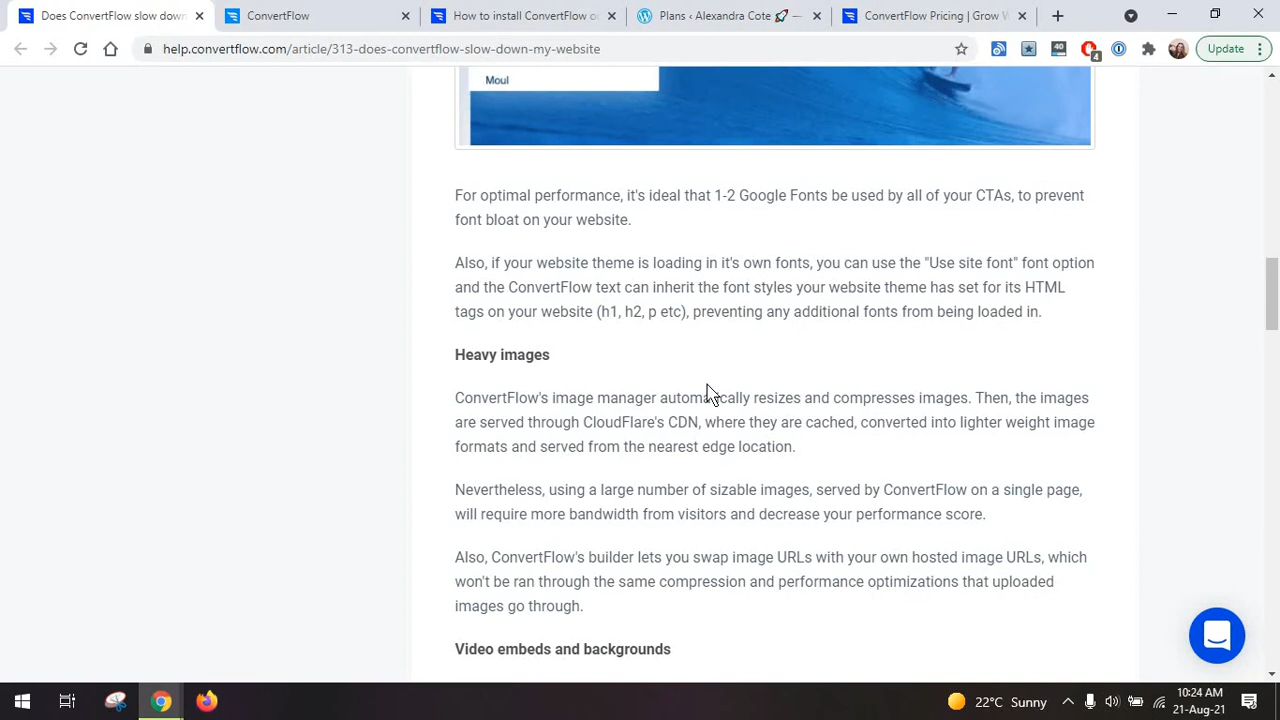 Does ConvertFlow slow down
ConvertFlow
How to install ConvertFlow o
Plans ‹ Alexandra Cote 🚀 —
ConvertFlow Pricing | Grow W
help.convertflow.com/article/313-does-convertflow-slow-down-my-website
40
4
Update
Moul
For optimal performance, it's ideal that 1-2 Google Fonts be used by all of your CTAs, to prevent
font bloat on your website.
Also, if your website theme is loading in it's own fonts, you can use the "Use site font" font option
and the ConvertFlow text can inherit the font styles your website theme has set for its HTML
tags on your website (h1, h2, p etc), preventing any additional fonts from being loaded in.
Heavy images
ConvertFlow's image manager automatically resizes and compresses images. Then, the images
are served through CloudFlare's CDN, where they are cached, converted into lighter weight image
formats and served from the nearest edge location.
Nevertheless, using a large number of sizable images, served by ConvertFlow on a single page,
will require more bandwidth from visitors and decrease your performance score.
Also, ConvertFlow's builder lets you swap image URLs with your own hosted image URLs, which
won't be ran through the same compression and performance optimizations that uploaded
images go through.
Video embeds and backgrounds
22°C Sunny
10:24 AM
21-Aug-21